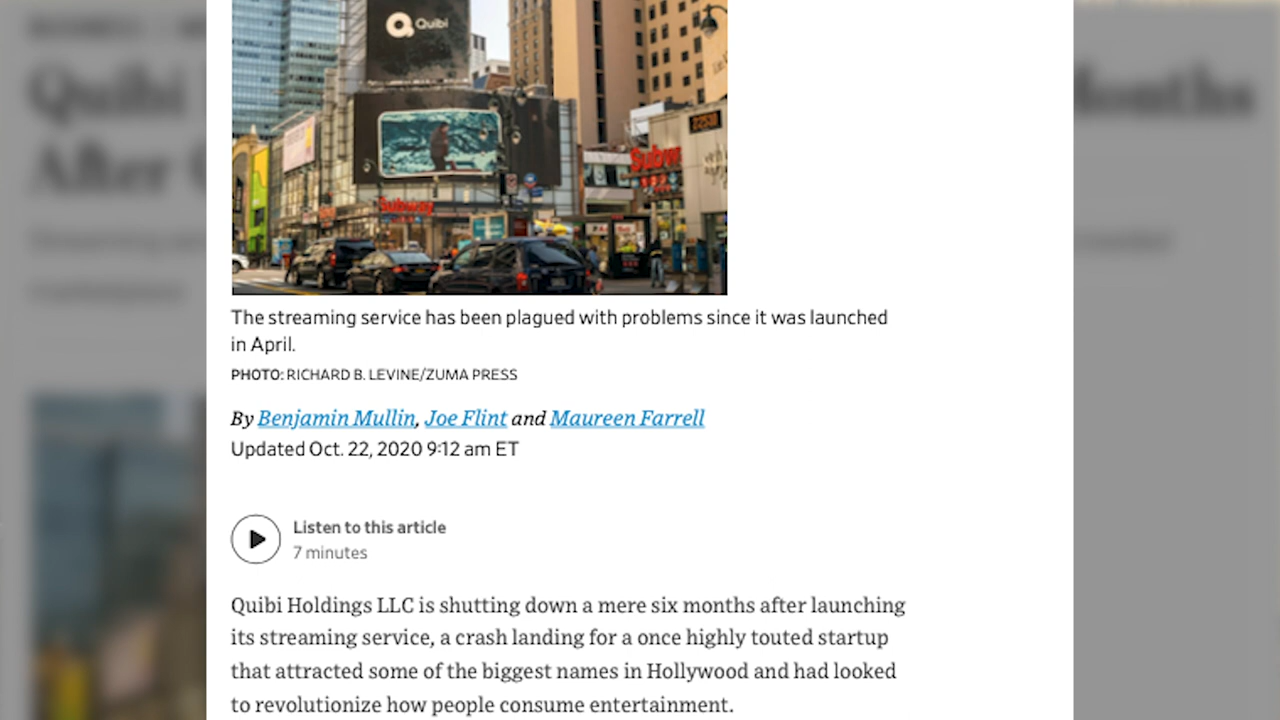 Quibi
After
Months
Quibi
Subway
Subw
The streaming service has been plagued with problems since it was launched
in April.
PHOTO: RICHARD B. LEVINE/ZUMA PRESS
By Benjamin Mullin, Joe Flint and Maureen Farrell
Updated Oct. 22, 2020 9:12 am ET
Listen to this article
7 minutes
Quibi Holdings LLC is shutting down a mere six months after launching
its streaming service, a crash landing for a once highly touted startup
that attracted some of the biggest names in Hollywood and had looked
to revolutionize how people consume entertainment.